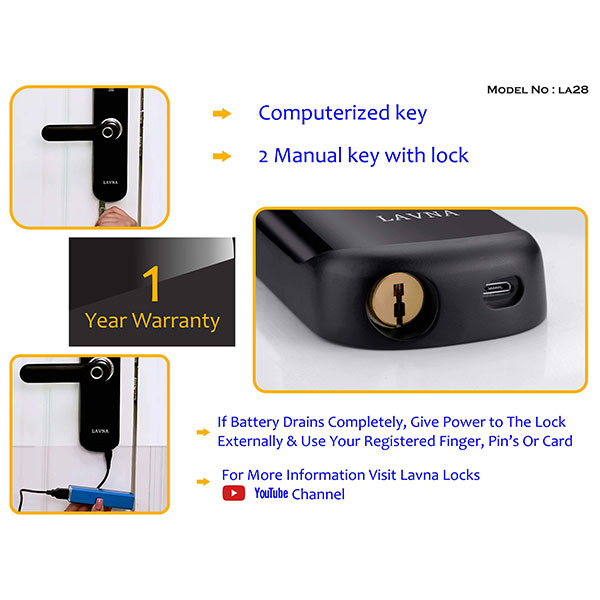 MODEL NO : LA28
Computerized key
2 Manual key with lock
LAVNA
LAVNA
1
Year Warranty
LAVNA
If Battery Drains Completely, Give Power to The Lock
Externally & Use Your Registered Finger, Pin's Or Card
For More Information Visit Lavna Locks
YouTube Channel